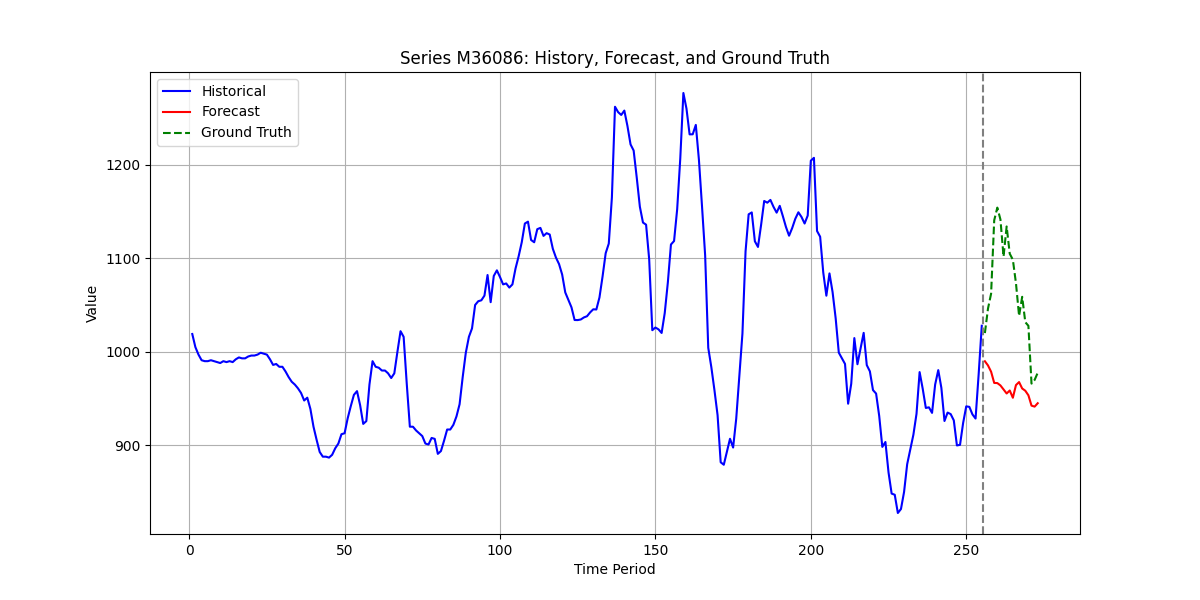 Series M36086: History, Forecast, and Ground Truth
Historical
Forecast
Ground Truth
1200
1100
1000
900
Value
0 50 100 150 200 250
Time Period